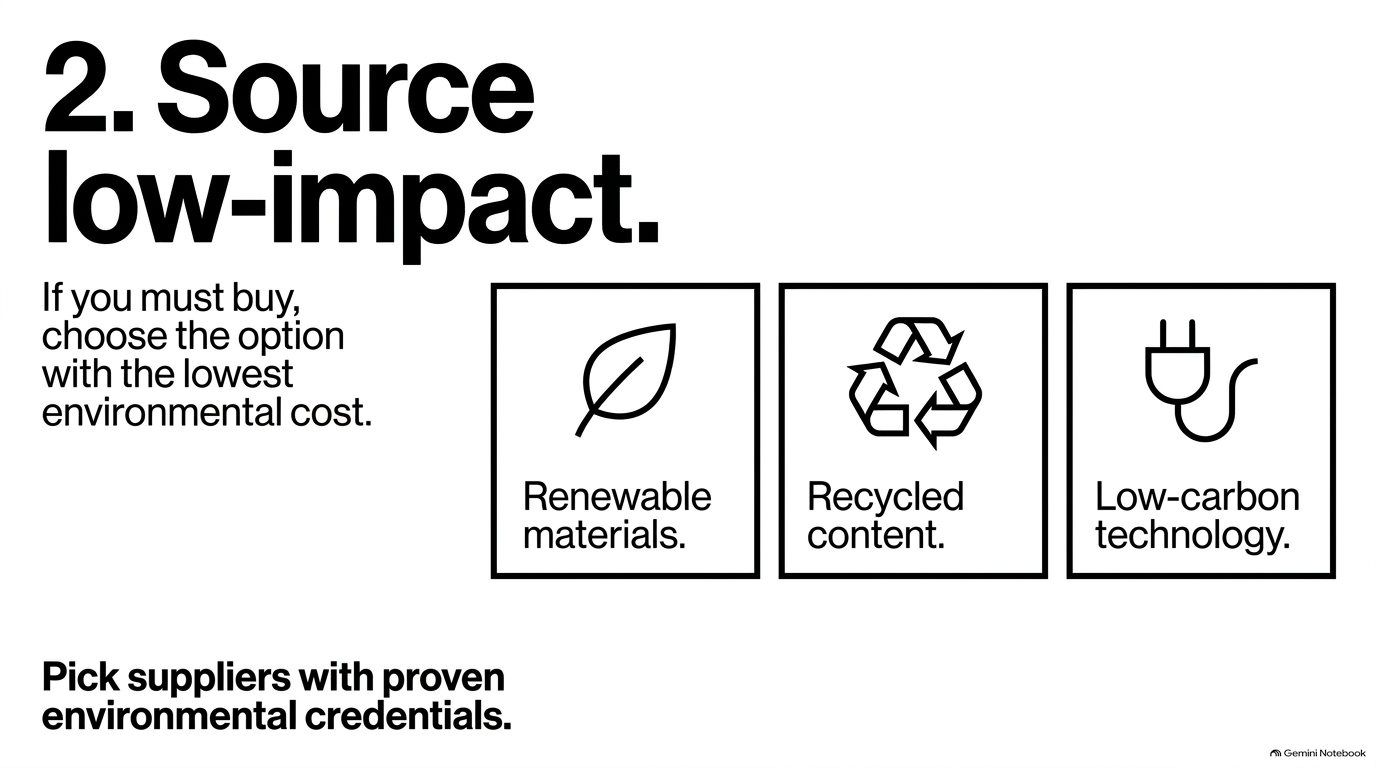 2. Source
low-impact.
If you must buy,
choose the option
with the lowest
environmental cost.
Renewable
materials.
Recycled
content.
Low-carbon
technology.
Pick suppliers with proven
environmental credentials.
Gemini Notebook